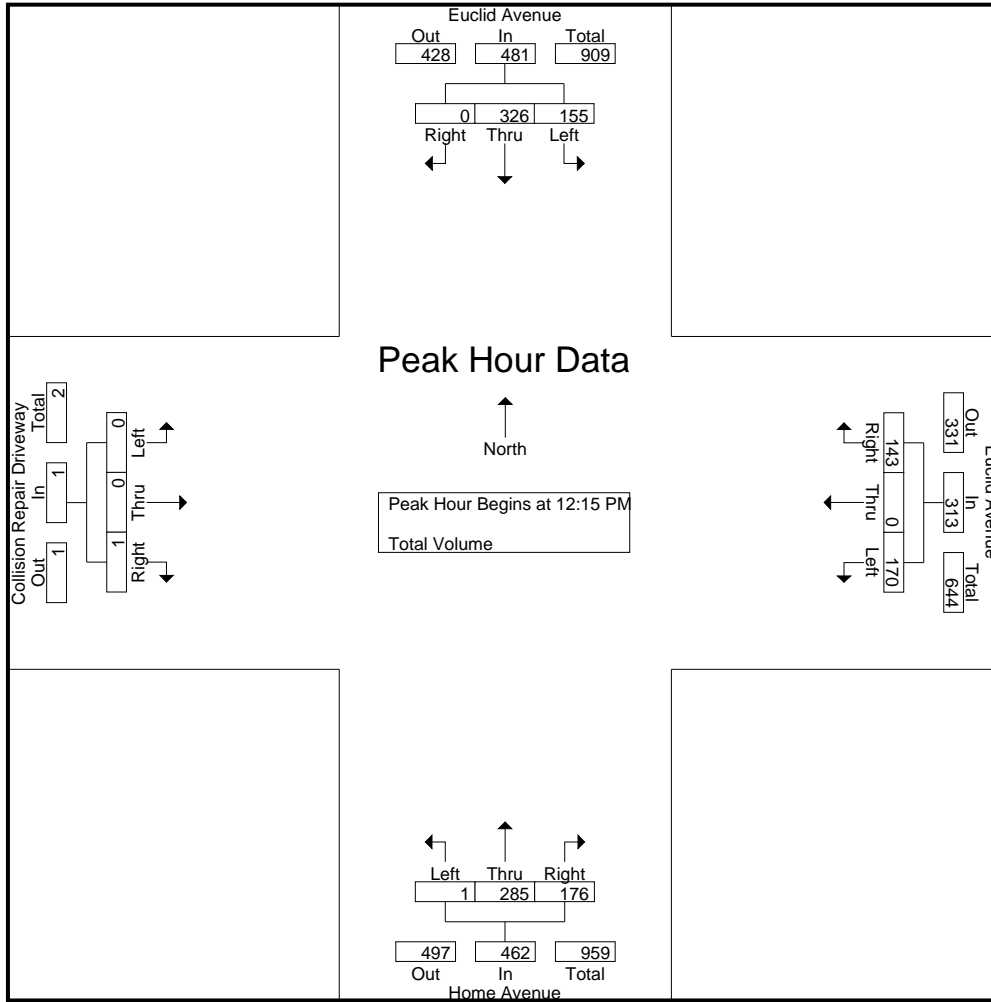 Euclid Avenue
Out In Total
428 481 909
0 326 155
Right Thru Left
Peak Hour Data
North
Peak Hour Begins at 12:15 PM
Total Volume
Collision Repair Driveway
Total In Out
2 1 1
0 0 1
Left Thru Right
Right Thru Left
143 0 170
331 313 644
Out In Total
Euclid Avenue
Left Thru Right
1 285 176
497 462 959
Out In Total
Home Avenue